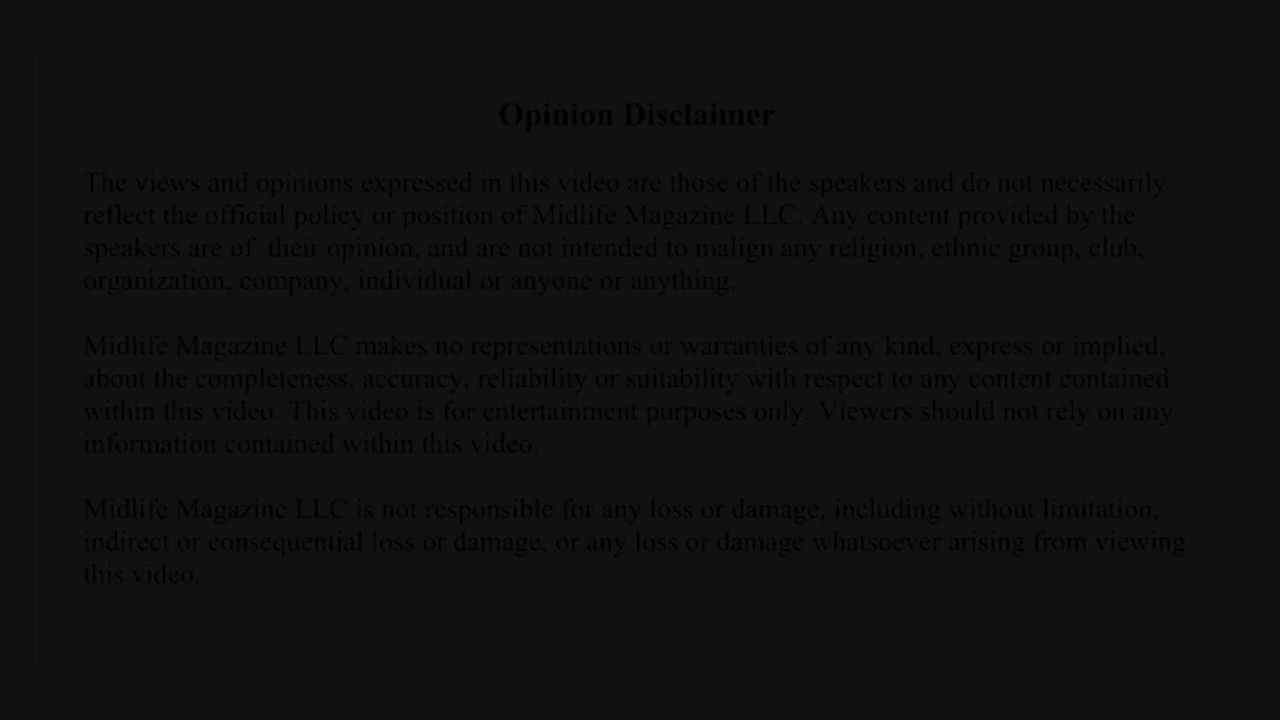 Opinion Disclaimer
The views and opinions expressed in this video are those of the speakers and do not necessarily
reflect the official policy or position of Midlife Magazine LLC. Any content provided by the
speakers are of  their opinion, and are not intended to malign any religion, ethnic group, club,
organization, company, individual or anyone or anything.
Midlife Magazine LLC makes no representations or warranties of any kind, express or implied,
about the completeness, accuracy, reliability or suitability with respect to any content contained
within this video. This video is for entertainment purposes only. Viewers should not rely on any
information contained within this video.
Midlife Magazine LLC is not responsible for any loss or damage, including without limitation,
indirect or consequential loss or damage, or any loss or damage whatsoever arising from viewing
this video.